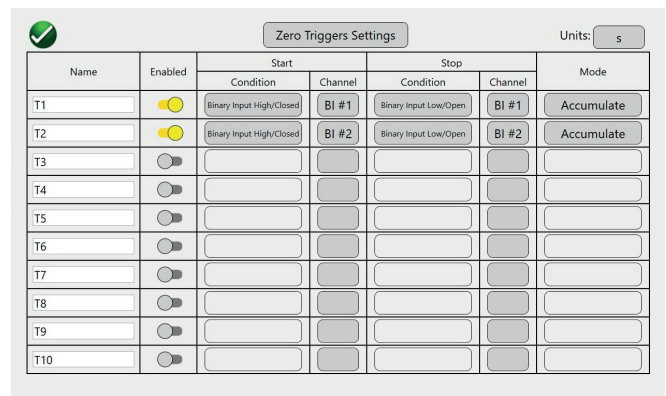 Zero Triggers Settings Units: s
Name Enabled Start Stop Mode
Condition Channel Condition Channel
T1 Binary Input High/Closed BI #1 Binary Input Low/Open BI #1 Accumulate
T2 Binary Input High/Closed BI #2 Binary Input Low/Open BI #2 Accumulate
T3
T4
T5
T6
T7
T8
T9
T10